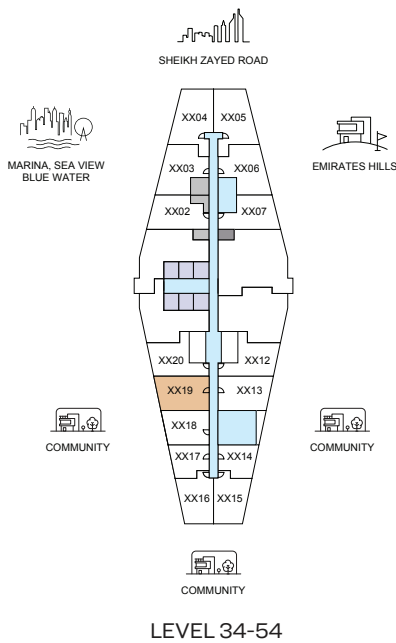 SHEIKH ZAYED ROAD
XX04
XX05
MARINA, SEA VIEW
BLUE WATER
XX03
XX06
EMIRATES HILLS
XX02
XX07
XX20
XX12
XX19
XX13
COMMUNITY
XX18
COMMUNITY
XX17
XX14
XX16
XX15
COMMUNITY
LEVEL 34-54